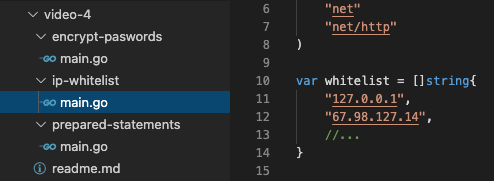 video-4
encrypt-paswords
main.go
ip-whitelist
main.go
prepared-statements
main.go
readme.md
6 "net"
7 "net/http"
8 )
9
10 var whitelist = []string{
11 "127.0.0.1",
12 "67.98.127.14",
13 //...
14 }
15